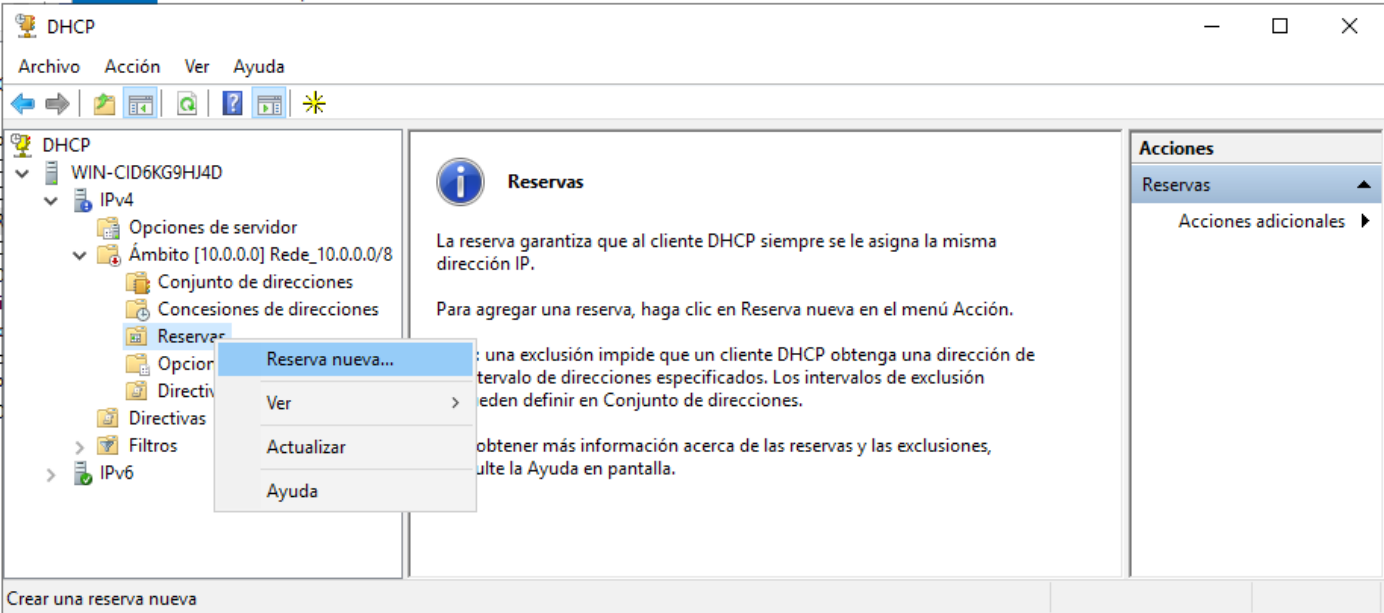 DHCP
Archivo Acción Ver Ayuda
DHCP
WIN-CID6KG9HJ4D
IPv4
Opciones de servidor
Ámbito [10.0.0.0] Rede_10.0.0.0/8
Conjunto de direcciones
Concesiones de direcciones
Reservas
Opcion
Directiv
Directivas
Filtros
IPv6
Reserva nueva...
Ver
Actualizar
Ayuda
Reservas
La reserva garantiza que al cliente DHCP siempre se le asigna la misma
dirección IP.
Para agregar una reserva, haga clic en Reserva nueva en el menú Acción.
: una exclusión impide que un cliente DHCP obtenga una dirección de
tervalo de direcciones especificados. Los intervalos de exclusión
eden definir en Conjunto de direcciones.
obtener más información acerca de las reservas y las exclusiones,
ulte la Ayuda en pantalla.
Acciones
Reservas
Acciones adicionales
Crear una reserva nueva